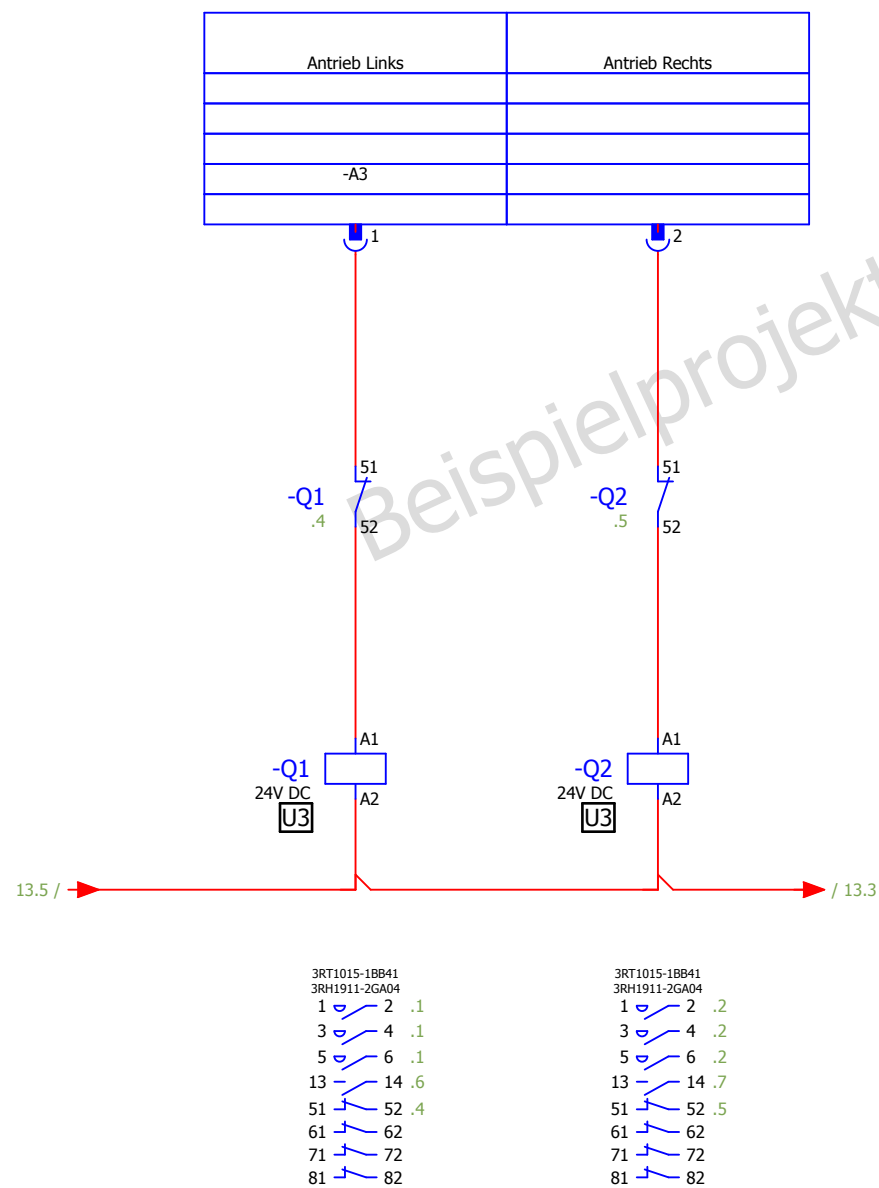 Antrieb Links Antrieb Rechts
-A3
1 2
Beispielprojekt
51 51
-Q1 -Q2
.4 .5
52 52
A1 A1
-Q1 -Q2
24V DC 24V DC
A2 A2
U3 U3
13.5 / / 13.3
3RT1015-1BB41 3RT1015-1BB41
3RH1911-2GA04 3RH1911-2GA04
1 2 .1 1 2 .2
3 4 .1 3 4 .2
5 6 .1 5 6 .2
13 14 .6 13 14 .7
51 52 .4 51 52 .5
61 62 61 62
71 72 71 72
81 82 81 82